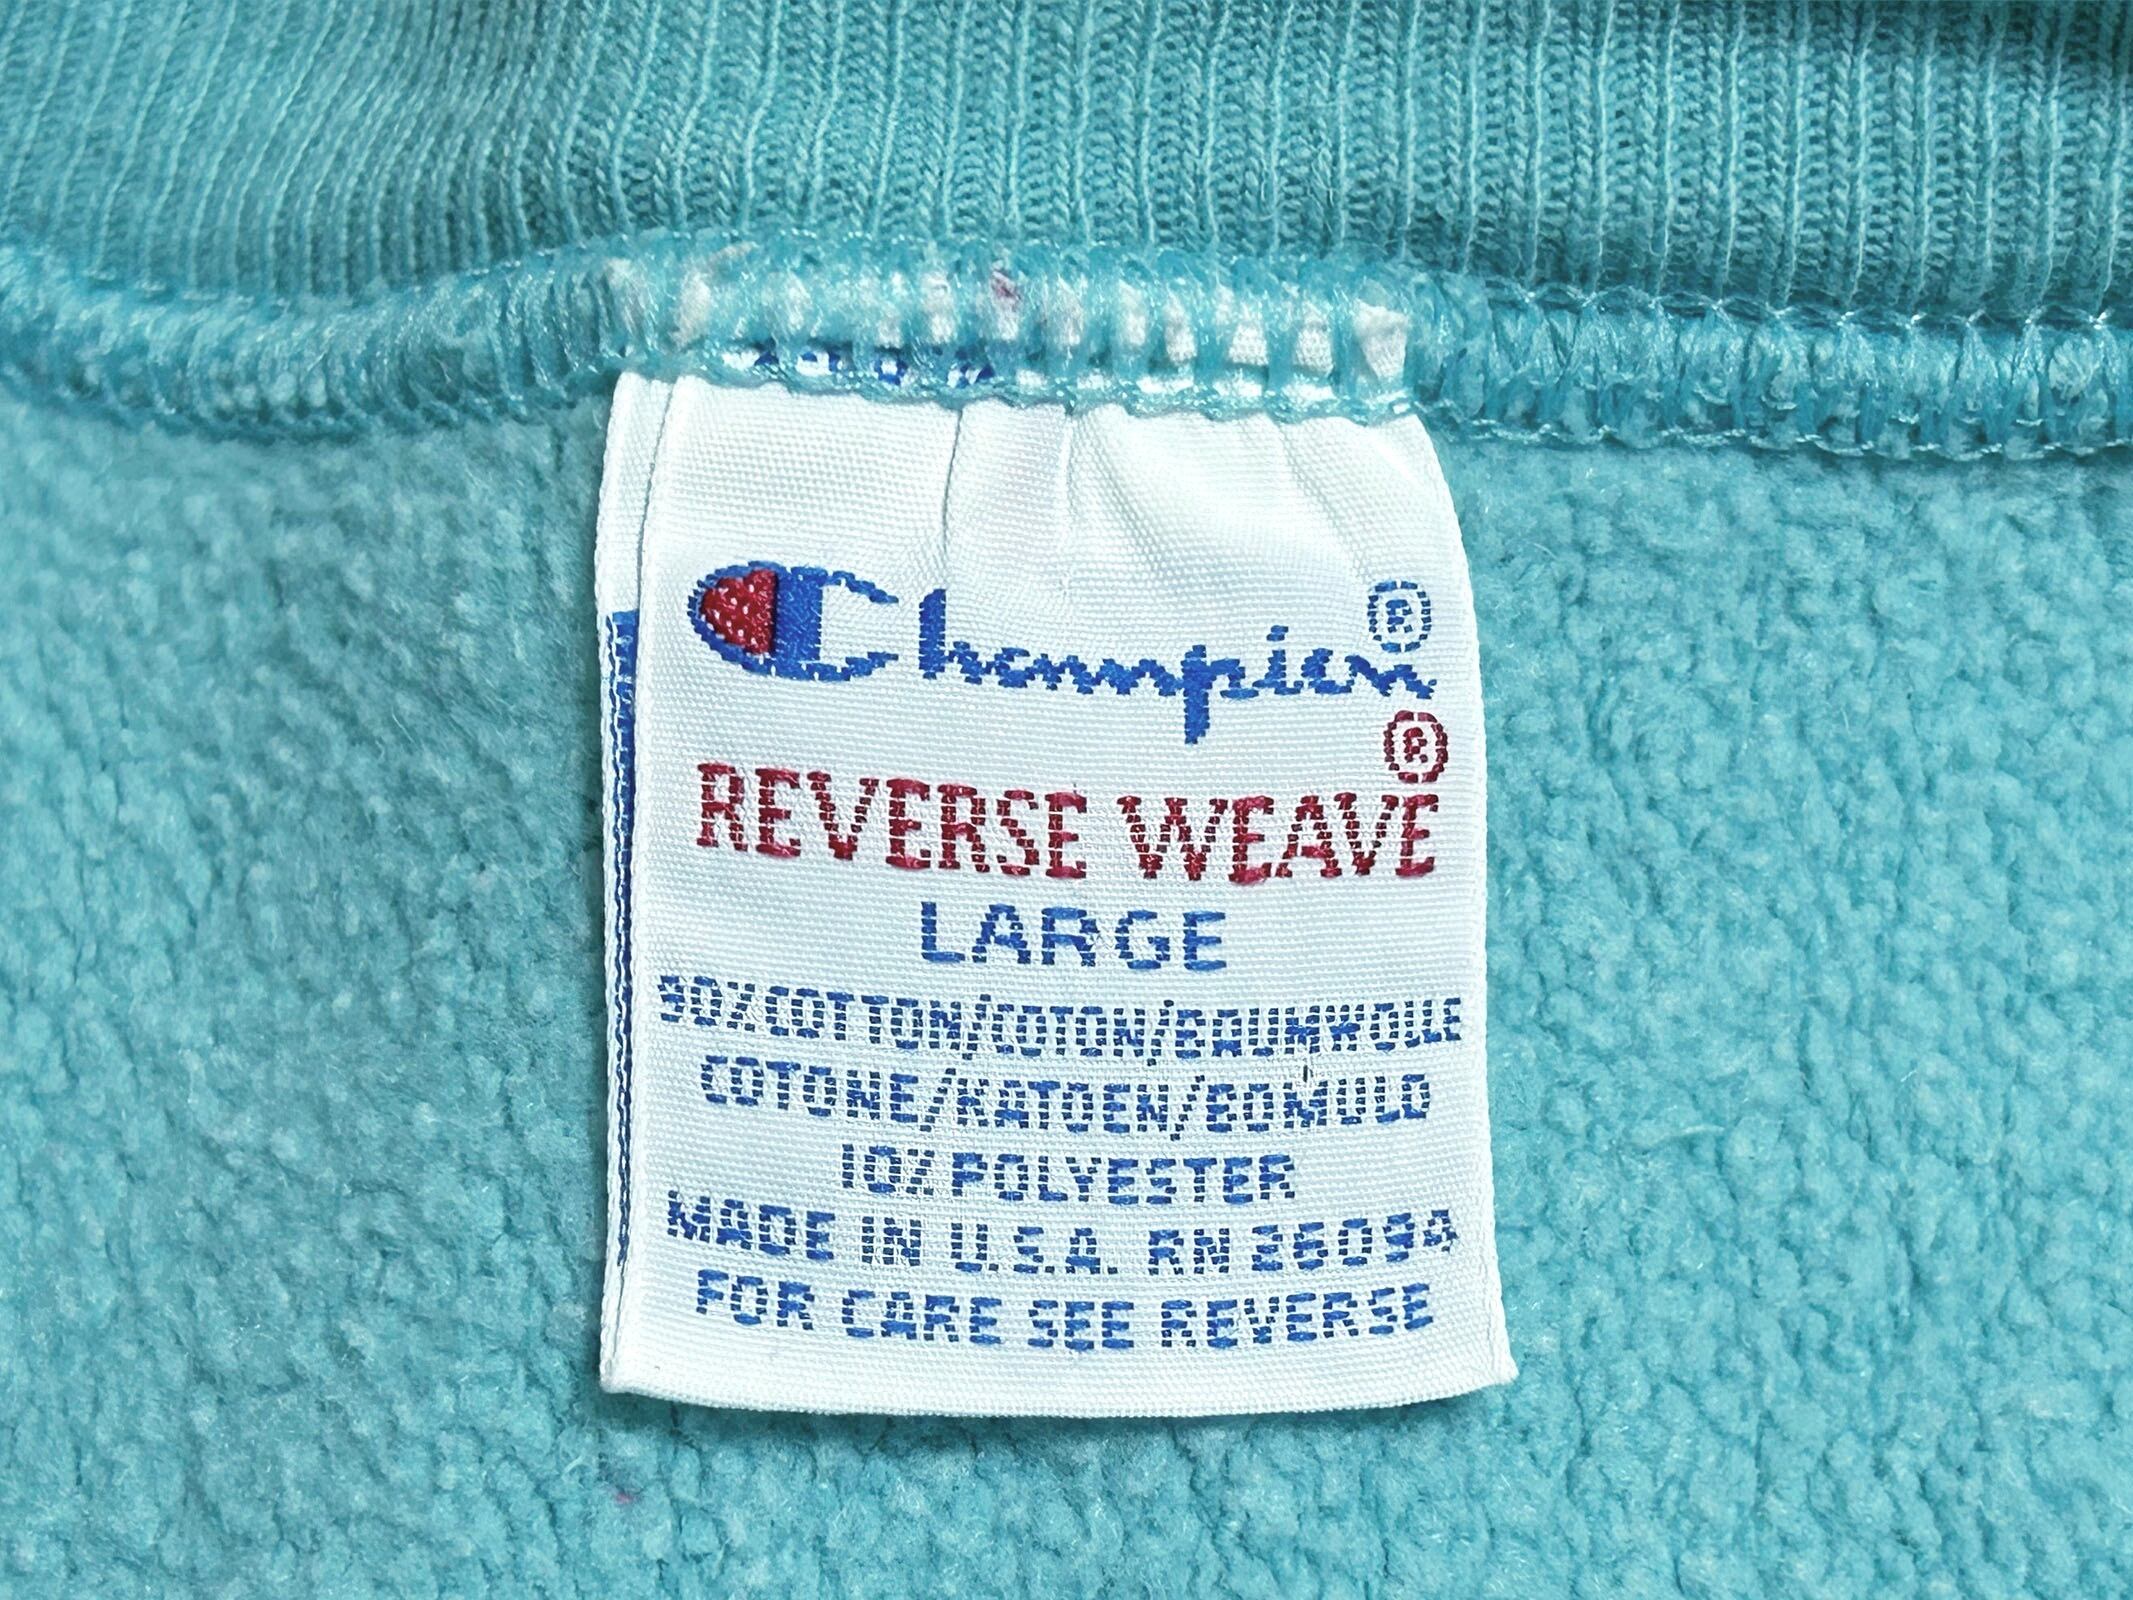 Champion®
REVERSE WEAVE®
LARGE
90% COTTON/COTON/BAUMWOLLE
COTONE/KATOEN/BOMULD
10% POLYESTER
MADE IN U.S.A. RN 26094
FOR CARE SEE REVERSE